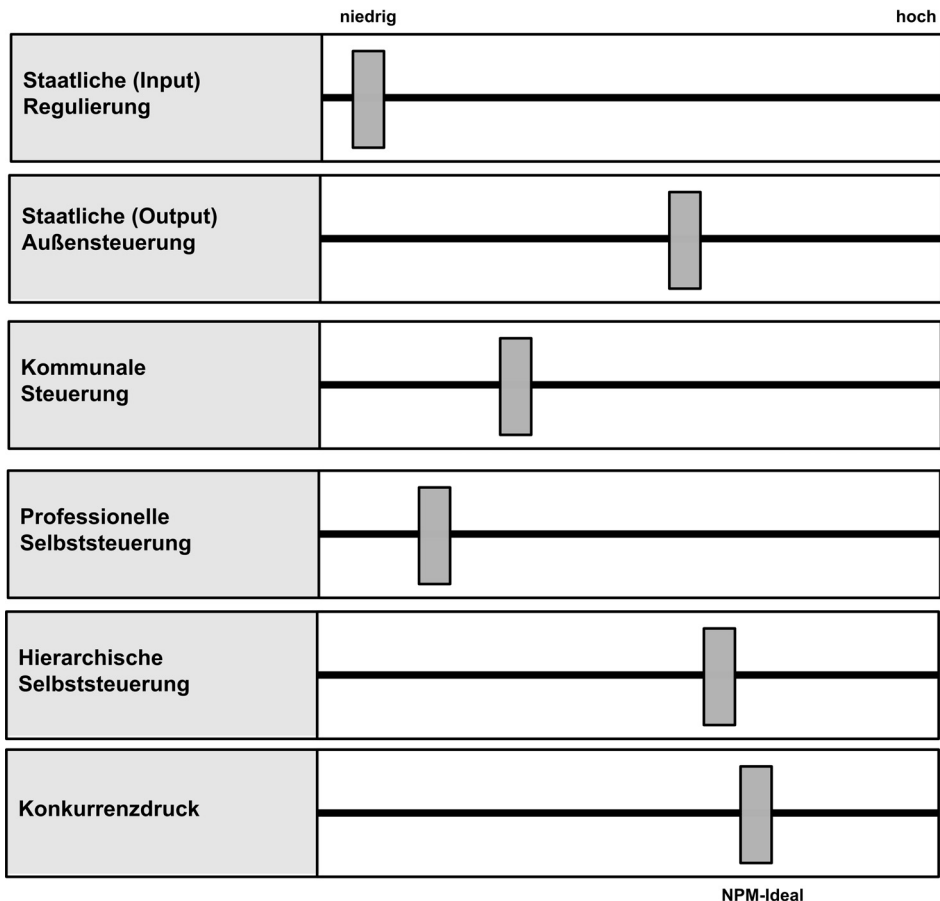 niedrig hoch
Staatliche (Input)
Regulierung
Staatliche (Output)
Außensteuerung
Kommunale
Steuerung
Professionelle
Selbststeuerung
Hierarchische
Selbststeuerung
Konkurrenzdruck
NPM-Ideal